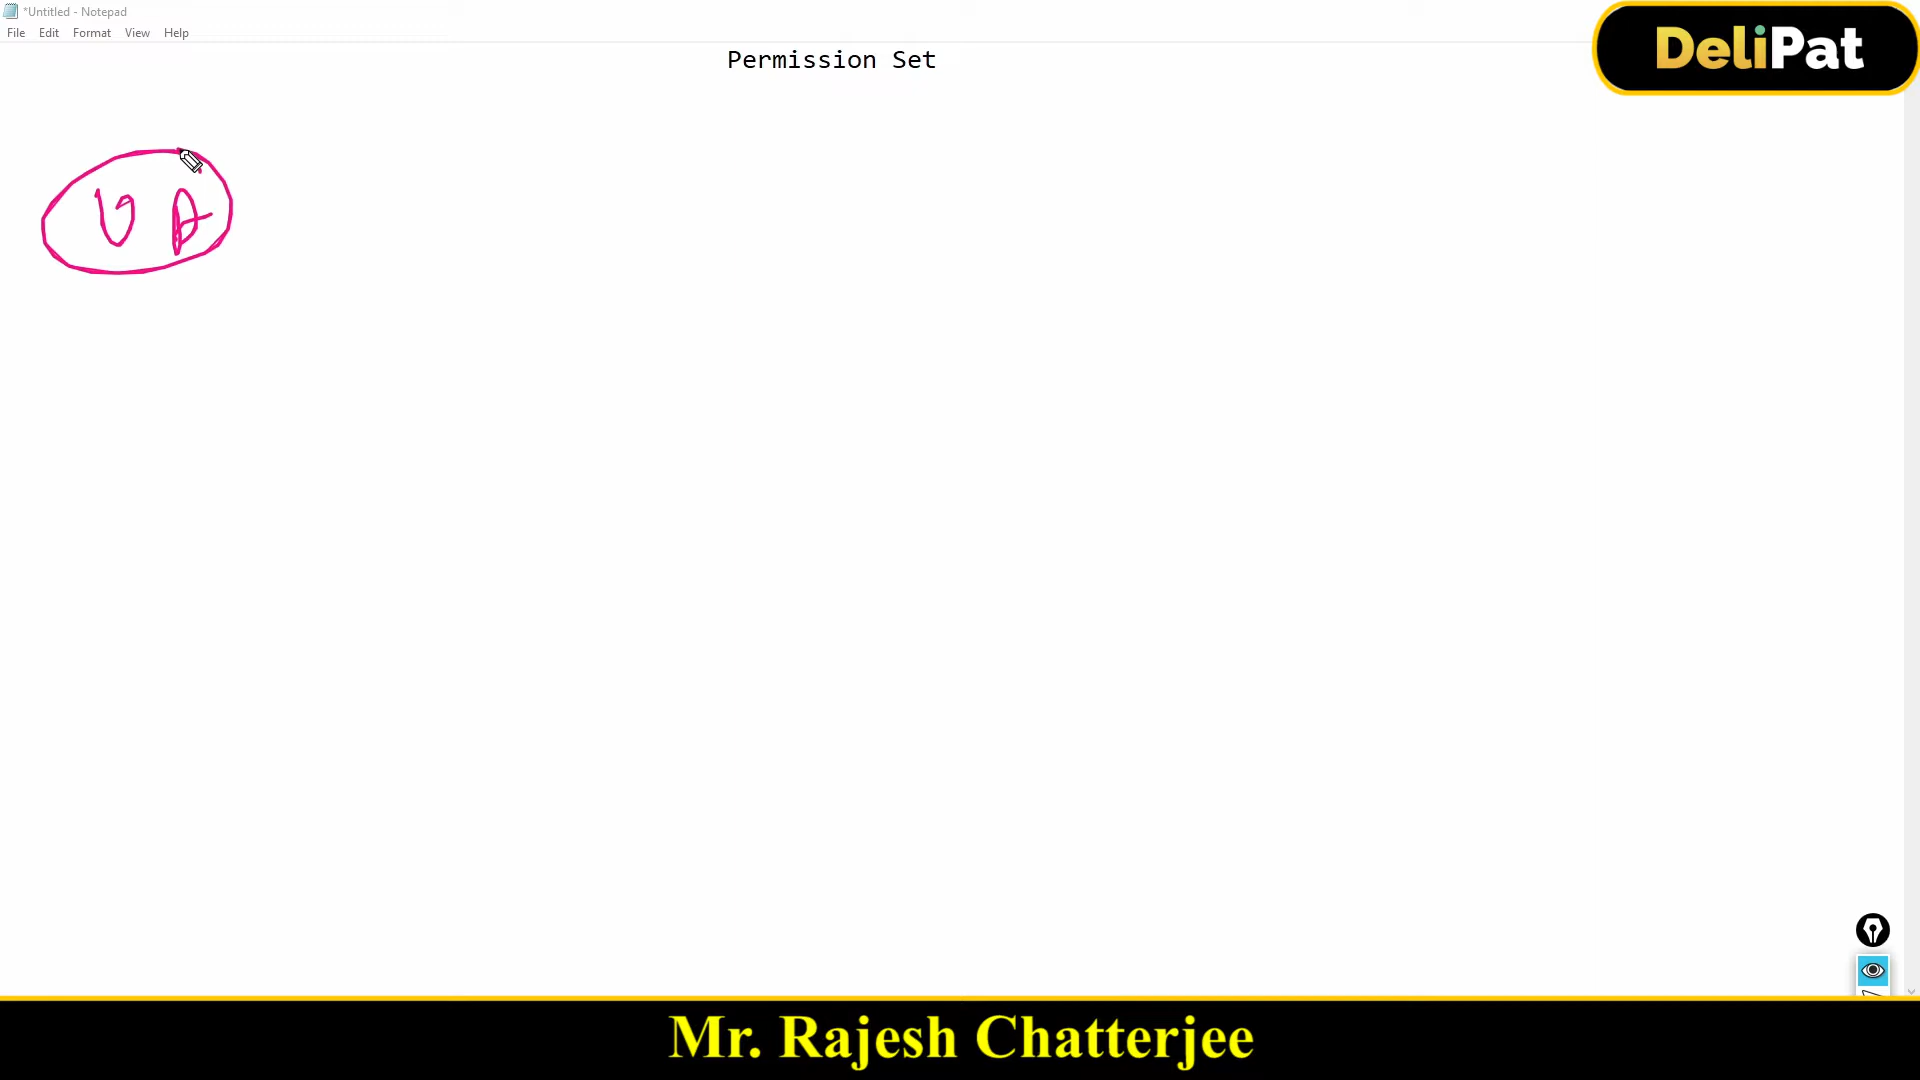 *Untitled - Notepad
File Edit Format View Help
DeliPat
Permission Set
U A
Mr. Rajesh Chatterjee